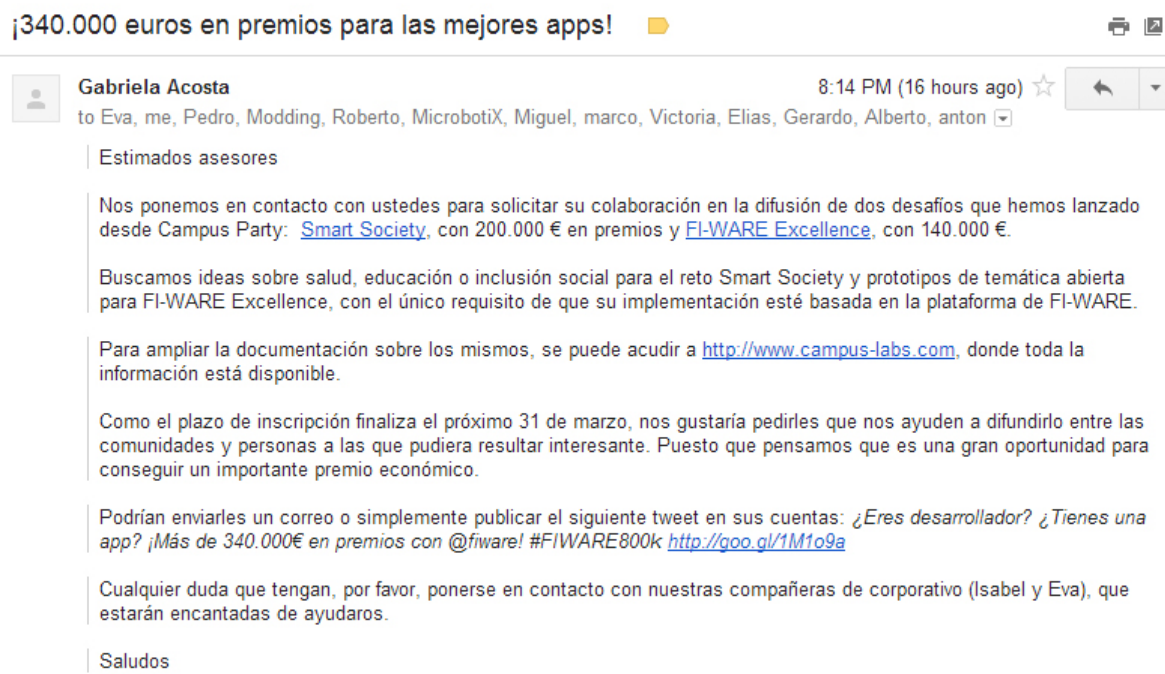 ¡340.000 euros en premios para las mejores apps!
Gabriela Acosta
8:14 PM (16 hours ago)
to Eva, me, Pedro, Modding, Roberto, MicrobotiX, Miguel, marco, Victoria, Elias, Gerardo, Alberto, anton
Estimados asesores
Nos ponemos en contacto con ustedes para solicitar su colaboración en la difusión de dos desafíos que hemos lanzado
desde Campus Party: Smart Society, con 200.000 € en premios y FI-WARE Excellence, con 140.000 €.
Buscamos ideas sobre salud, educación o inclusión social para el reto Smart Society y prototipos de temática abierta
para FI-WARE Excellence, con el único requisito de que su implementación esté basada en la plataforma de FI-WARE.
Para ampliar la documentación sobre los mismos, se puede acudir a http://www.campus-labs.com, donde toda la
información está disponible.
Como el plazo de inscripción finaliza el próximo 31 de marzo, nos gustaría pedirles que nos ayuden a difundirlo entre las
comunidades y personas a las que pudiera resultar interesante. Puesto que pensamos que es una gran oportunidad para
conseguir un importante premio económico.
Podrían enviarles un correo o simplemente publicar el siguiente tweet en sus cuentas: ¿Eres desarrollador? ¿Tienes una
app? ¡Más de 340.000€ en premios con @fiware! #FIWARE800k http://goo.gl/1M1o9a
Cualquier duda que tengan, por favor, ponerse en contacto con nuestras compañeras de corporativo (Isabel y Eva), que
estarán encantadas de ayudaros.
Saludos